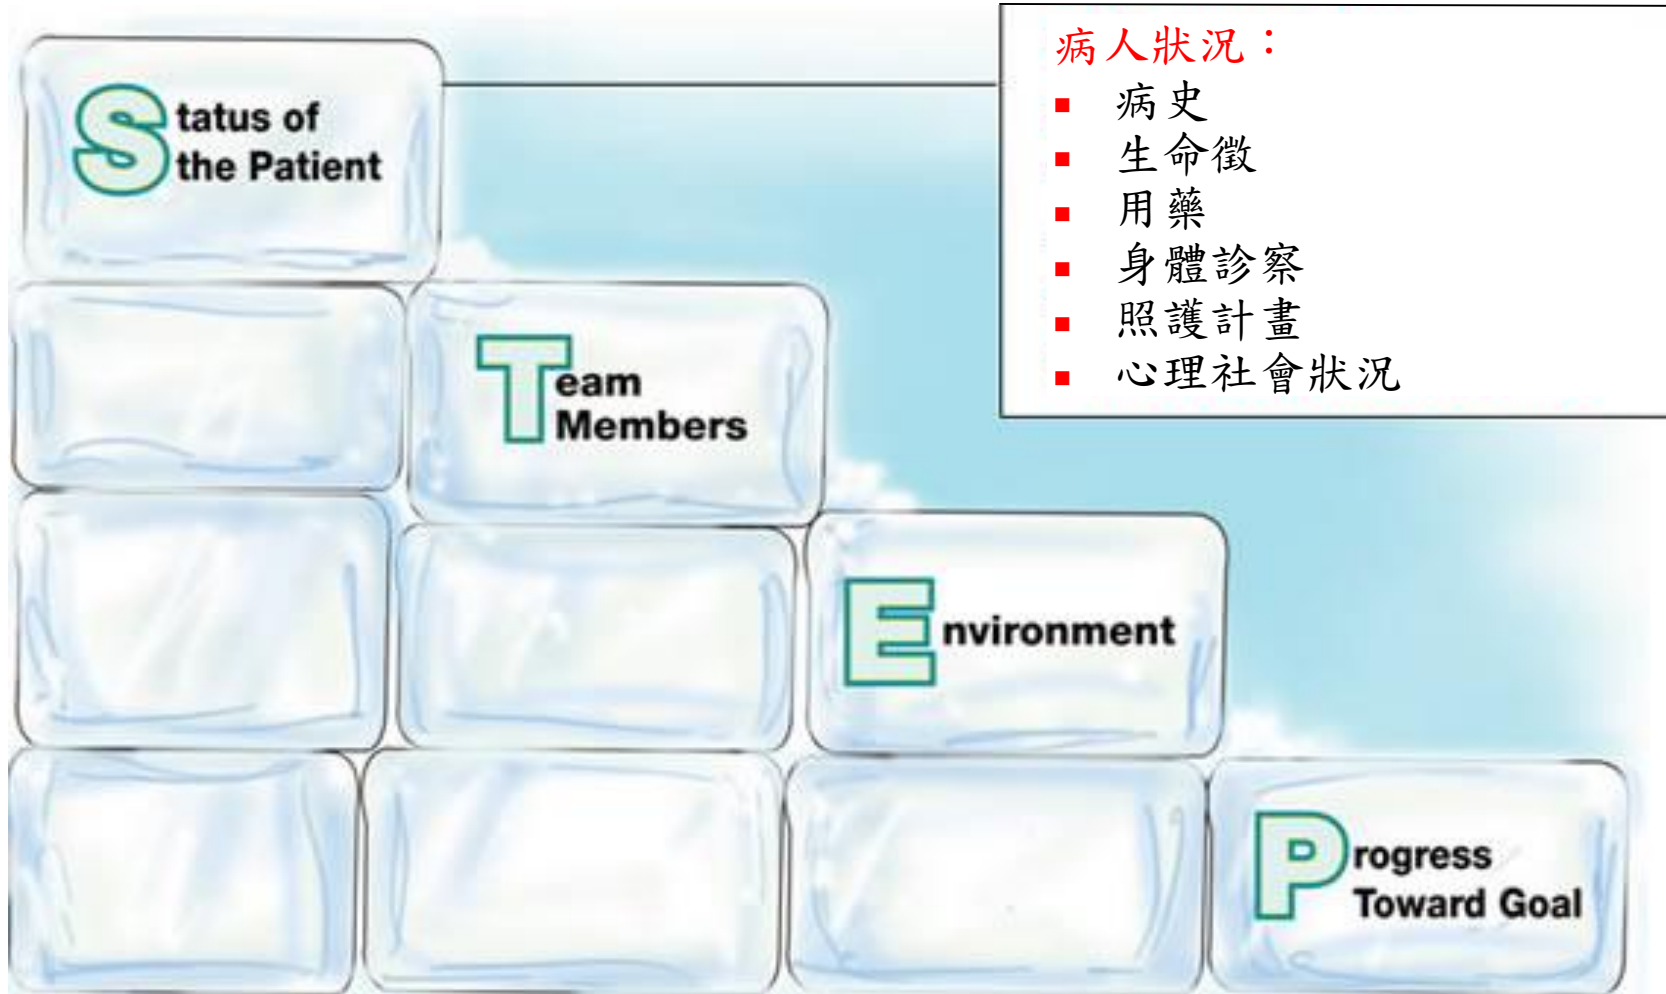 Status of
the Patient
病人狀況：
▪ 病史
▪ 生命徵
▪ 用藥
▪ 身體診察
▪ 照護計畫
▪ 心理社會狀況
Team
Members
Environment
Progress
Toward Goal